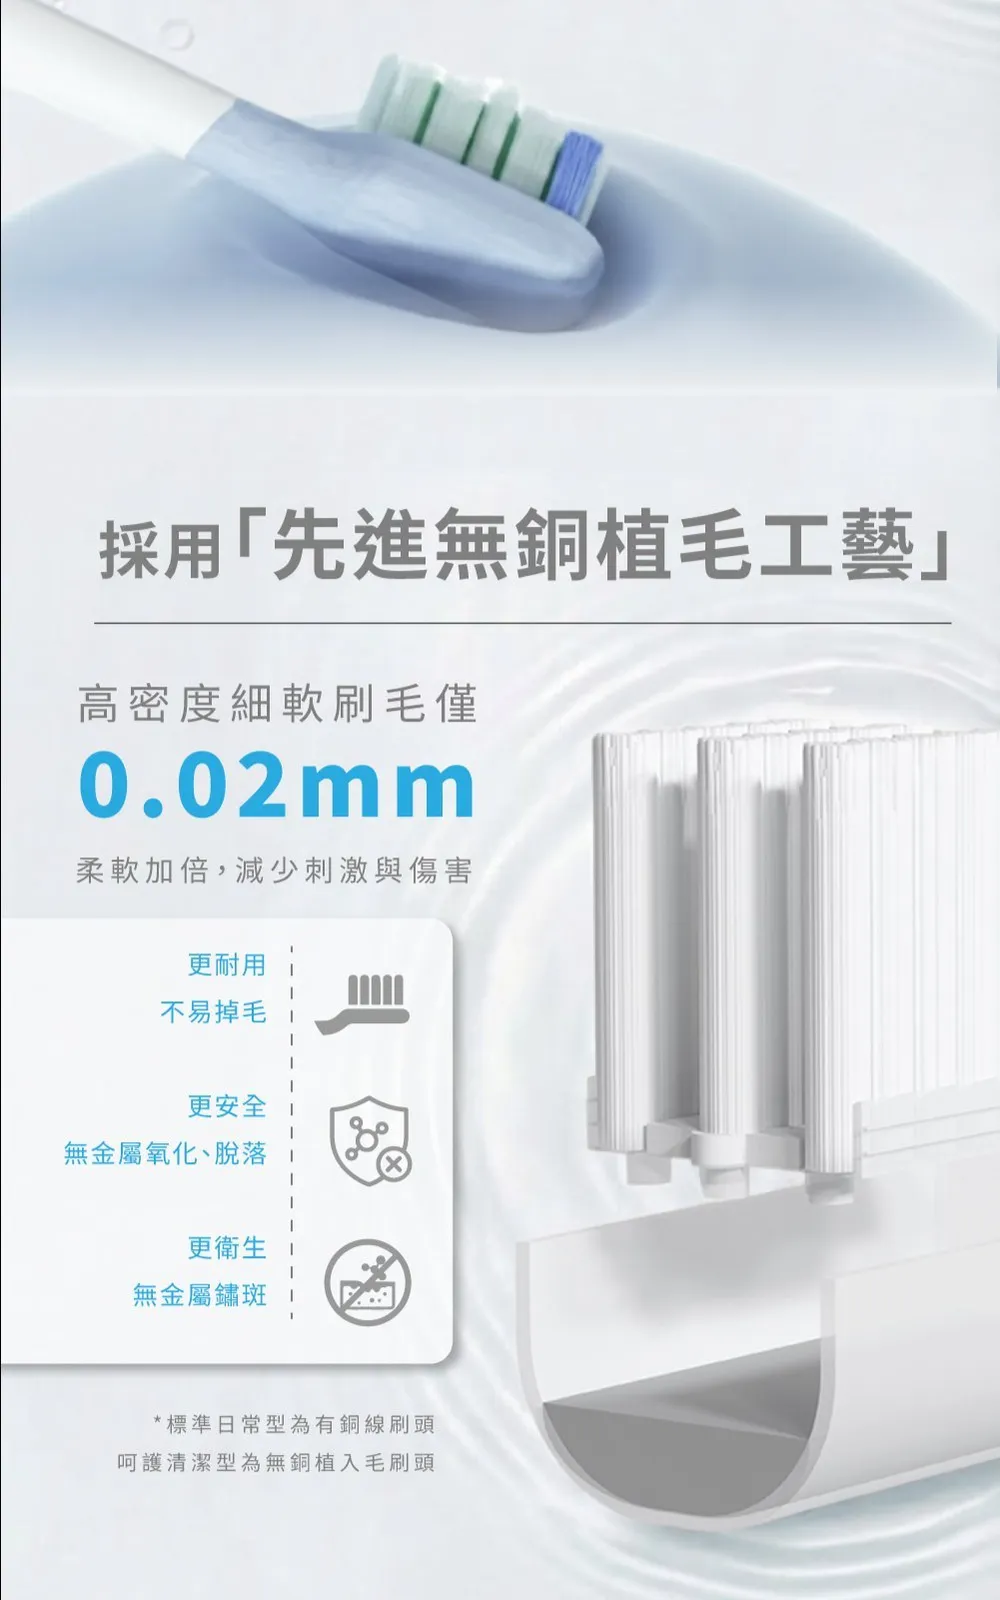 採用「先進無銅植毛工藝」
高密度細軟刷毛僅
0.02mm
柔軟加倍，減少刺激與傷害
更耐用
不易掉毛
更安全
無金屬氧化、脫落
更衛生
無金屬鏽斑
*標準日常型為有銅線刷頭
呵護清潔型為無銅植入毛刷頭